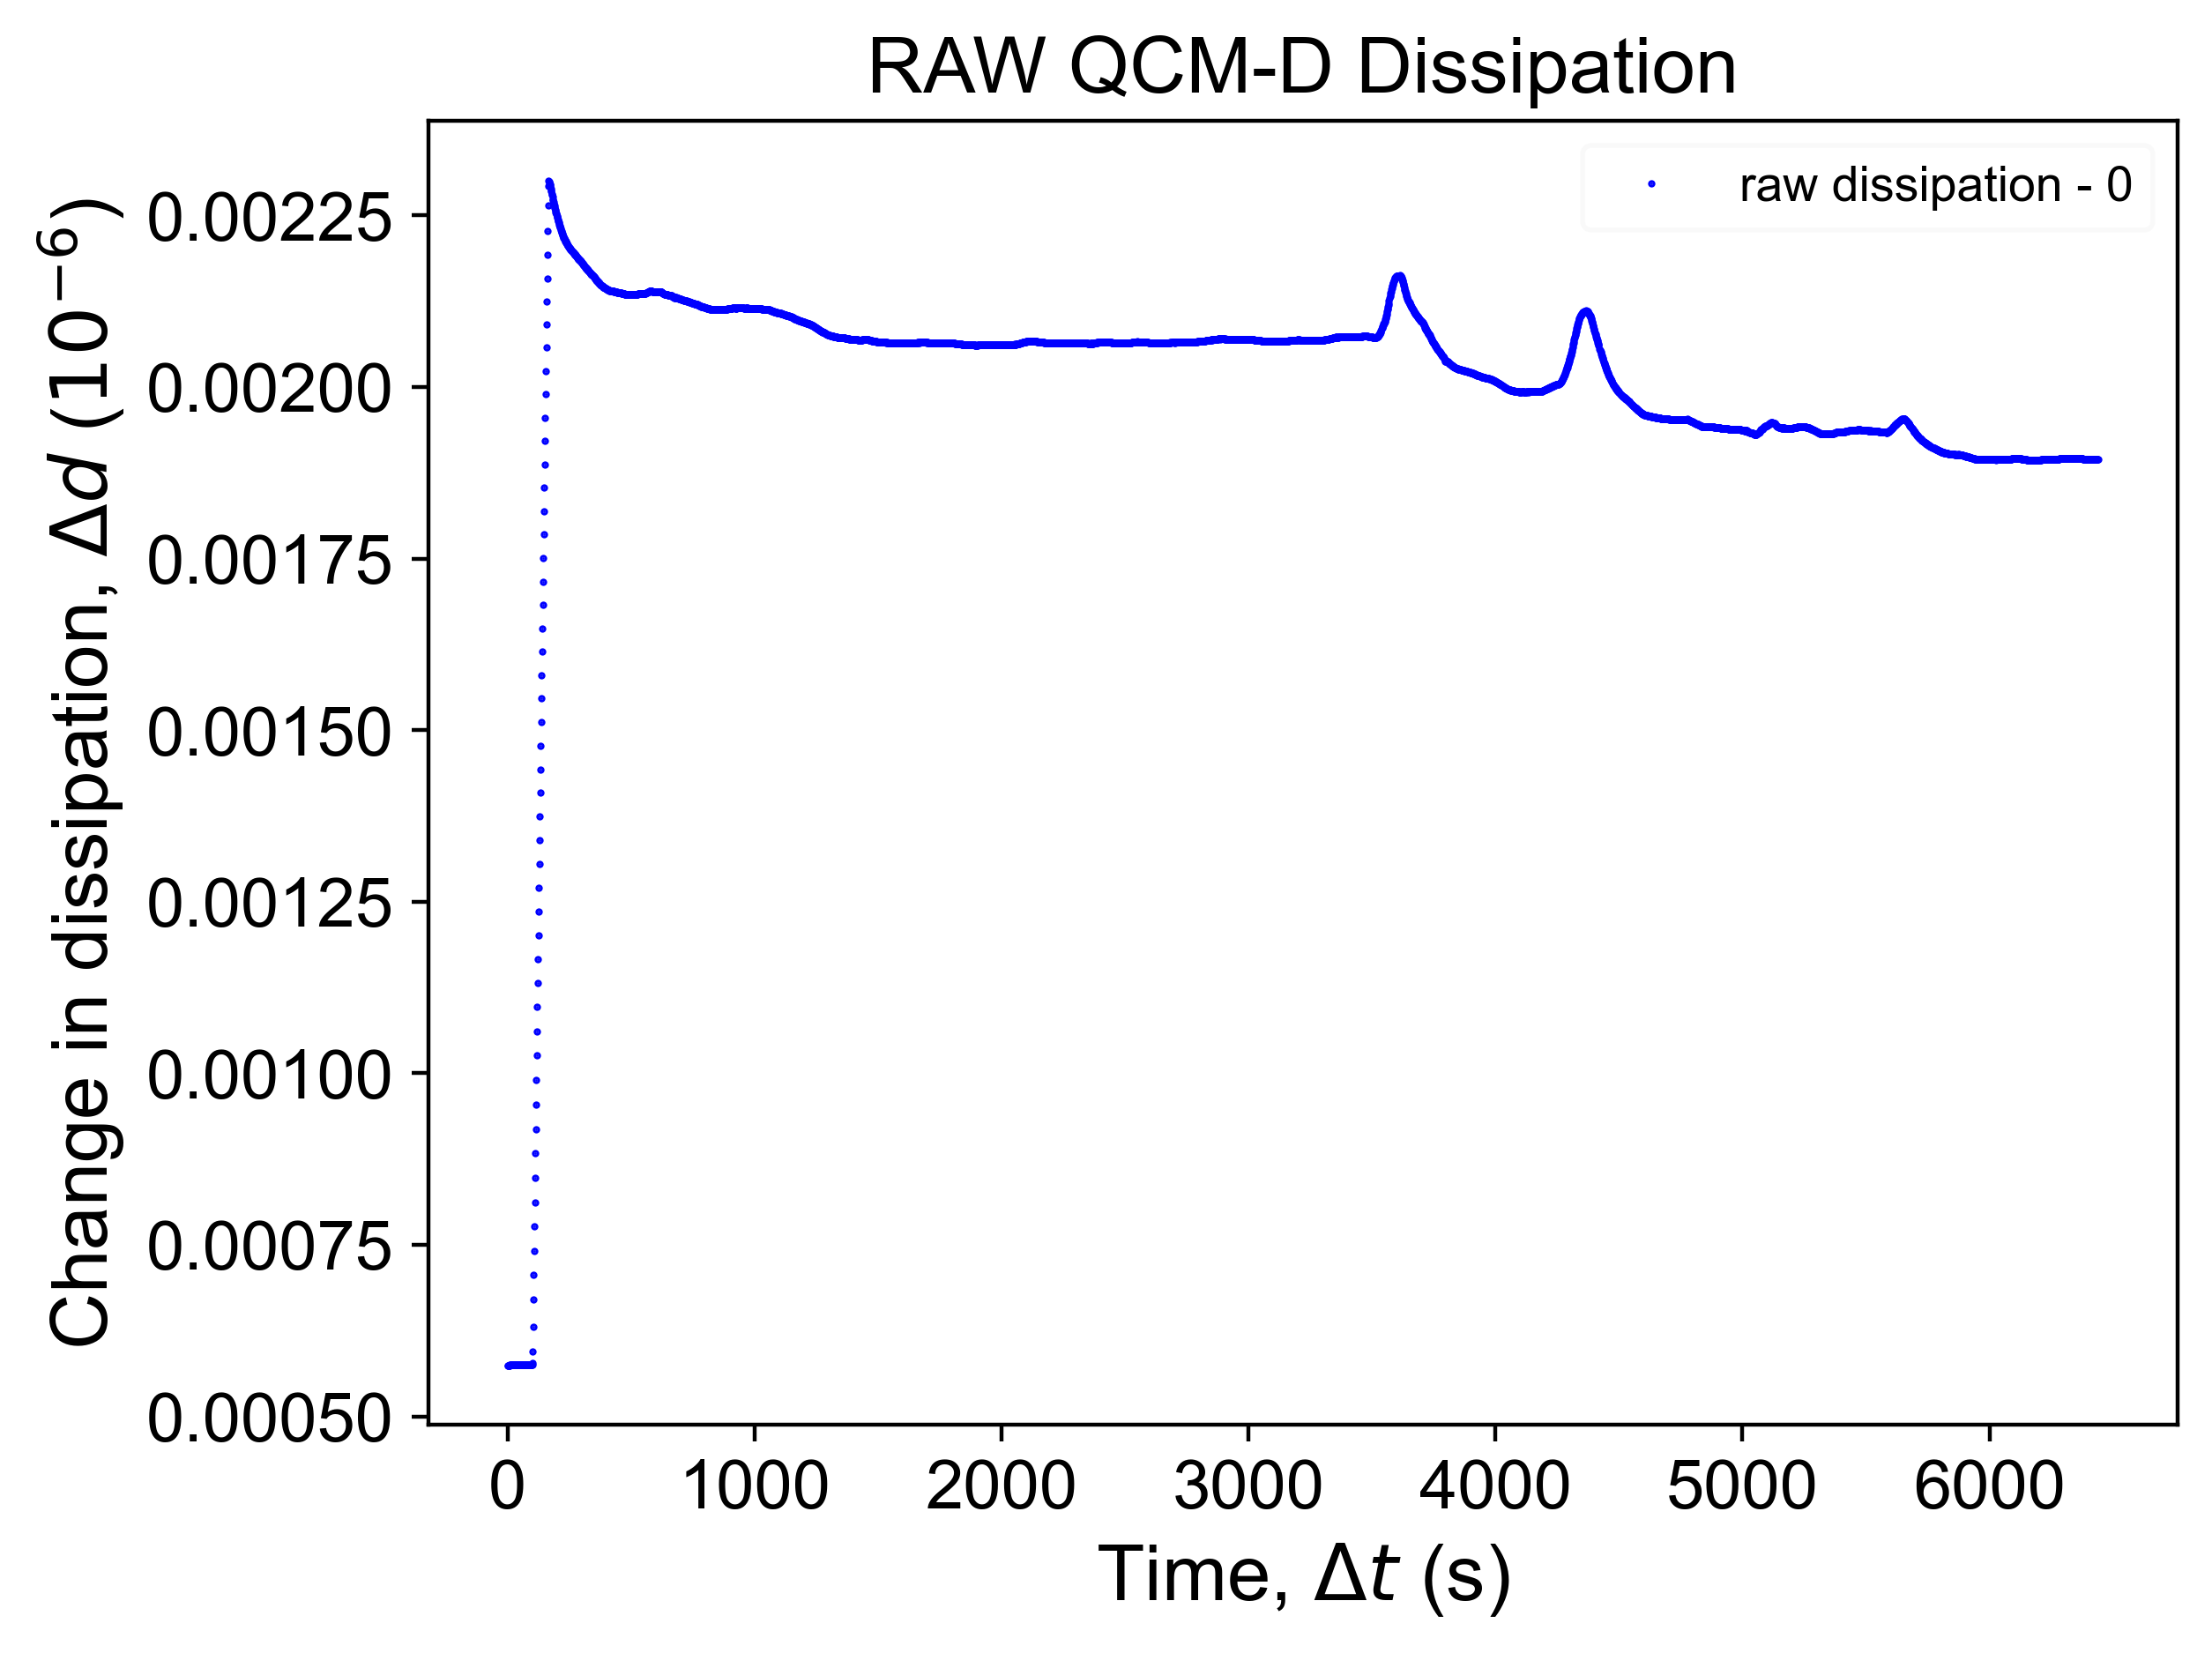 RAW QCM-D Dissipation
raw dissipation - 0
Change in dissipation, Δd (10⁻⁶)
0.00225
0.00200
0.00175
0.00150
0.00125
0.00100
0.00075
0.00050
0 1000 2000 3000 4000 5000 6000
Time, Δt (s)